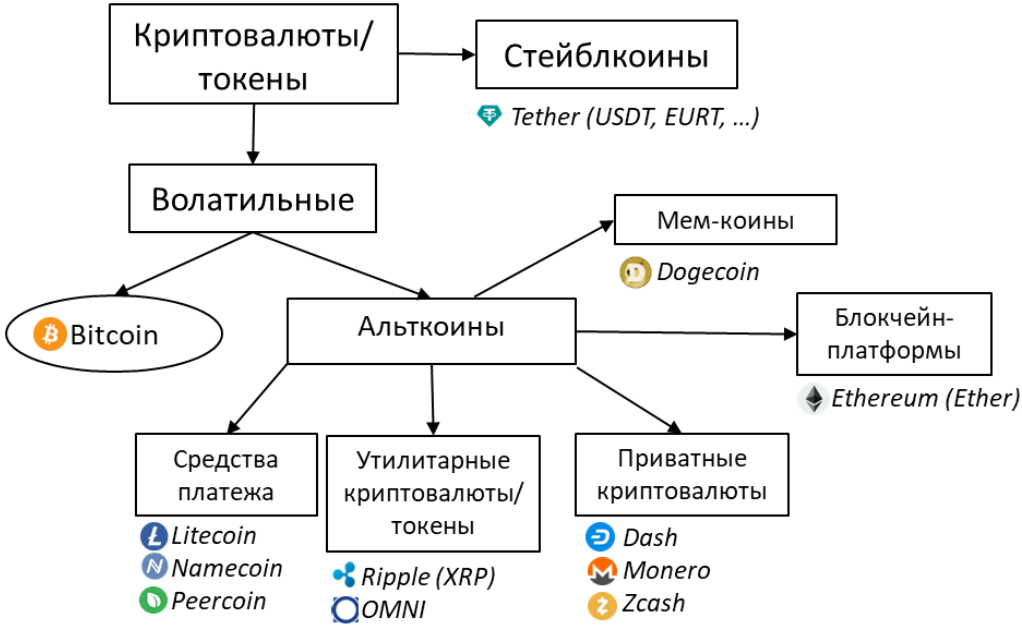 Криптовалюты/
токены
Стейблкоины
Tether (USDT, EURT, ...)
Волатильные
Мем-коины
Dogecoin
Bitcoin
Альткоины
Блокчейн-
платформы
Ethereum (Ether)
Средства
платежа
Litecoin
Namecoin
Peercoin
Утилитарные
криптовалюты/
токены
Ripple (XRP)
OMNI
Приватные
криптовалюты
Dash
Monero
Zcash